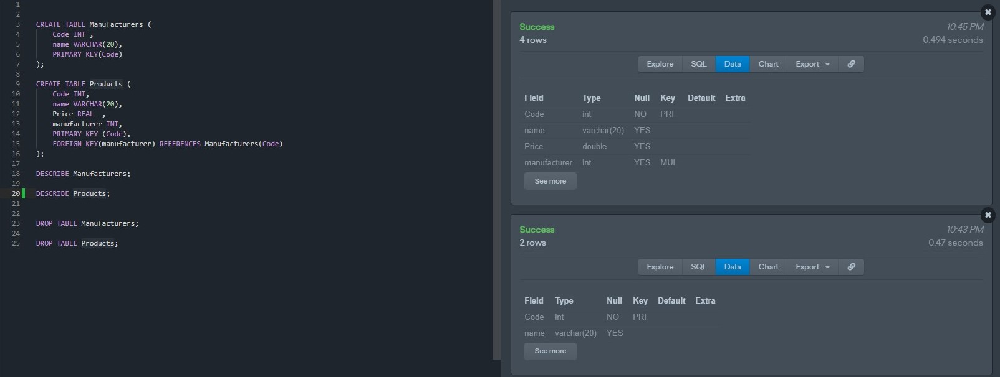 1
2
3 CREATE TABLE Manufacturers (
4 Code INT ,
5 name VARCHAR(20),
6 PRIMARY KEY(Code)
7 );
8
9 CREATE TABLE Products (
10 Code INT,
11 name VARCHAR(20),
12 Price REAL ,
13 manufacturer INT,
14 PRIMARY KEY (Code),
15 FOREIGN KEY(manufacturer) REFERENCES Manufacturers(Code)
16 );
17
18 DESCRIBE Manufacturers;
19
20 DESCRIBE Products;
21
22
23 DROP TABLE Manufacturers;
24
25 DROP TABLE Products;
Success 10:45 PM
4 rows 0.494 seconds
Explore SQL Data Chart Export
Field Type Null Key Default Extra
Code int NO PRI
name varchar(20) YES
Price double YES
manufacturer int YES MUL
See more
Success 10:43 PM
2 rows 0.47 seconds
Explore SQL Data Chart Export
Field Type Null Key Default Extra
Code int NO PRI
name varchar(20) YES
See more